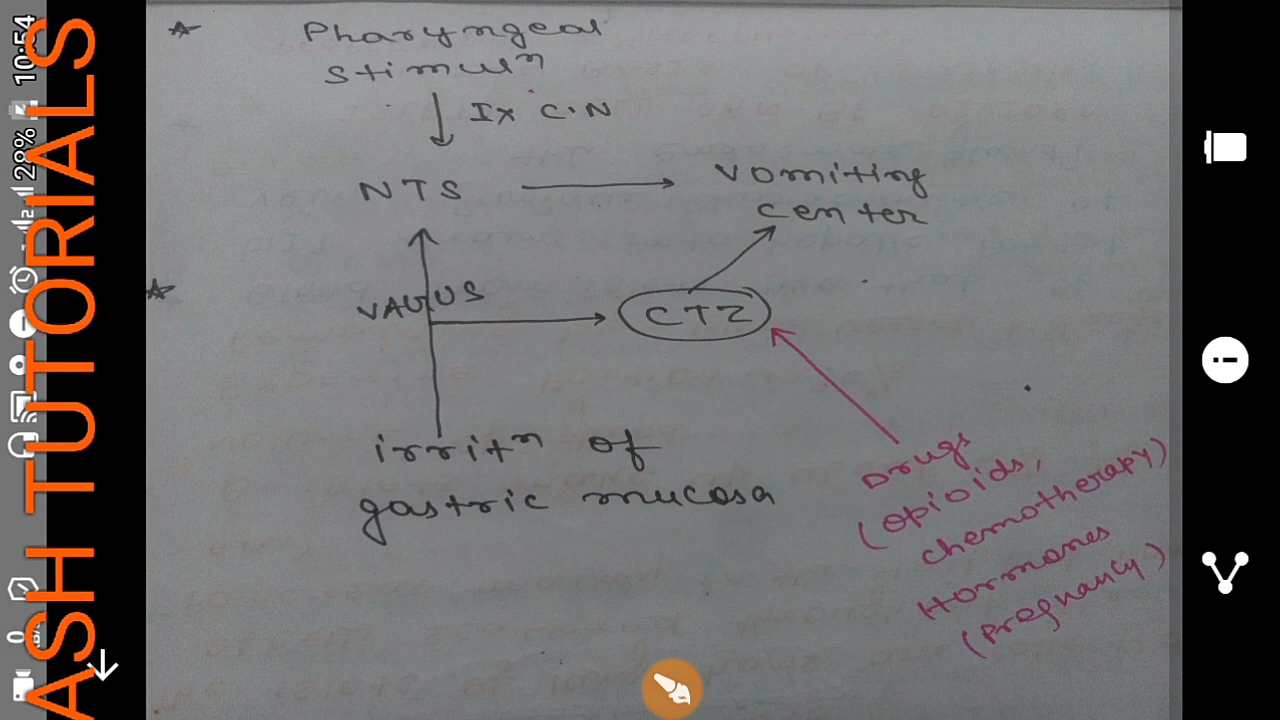 ASH TUTORIALS
10:54
28%
Pharyngeal
stimuⁿ
IX C.N
NTS
vomiting
center
VAGUS
CTZ
irritⁿ of
gastric mucosa
Drugs
(opioids,
chemotherapy)
Hormones
(pregnancy)